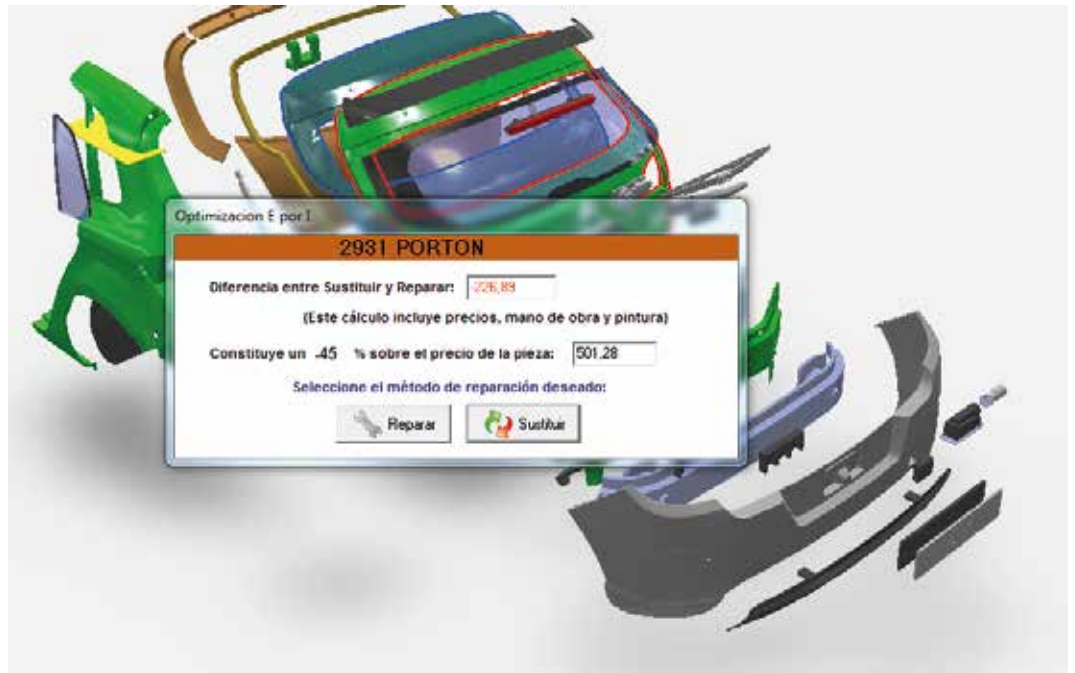 Optimización E por I
2931 PORTON
Diferencia entre Sustituir y Reparar: -226,89
(Este cálculo incluye precios, mano de obra y pintura)
Constituye un -45 % sobre el precio de la pieza: 501.28
Seleccione el método de reparación deseado:
Reparar Sustituir